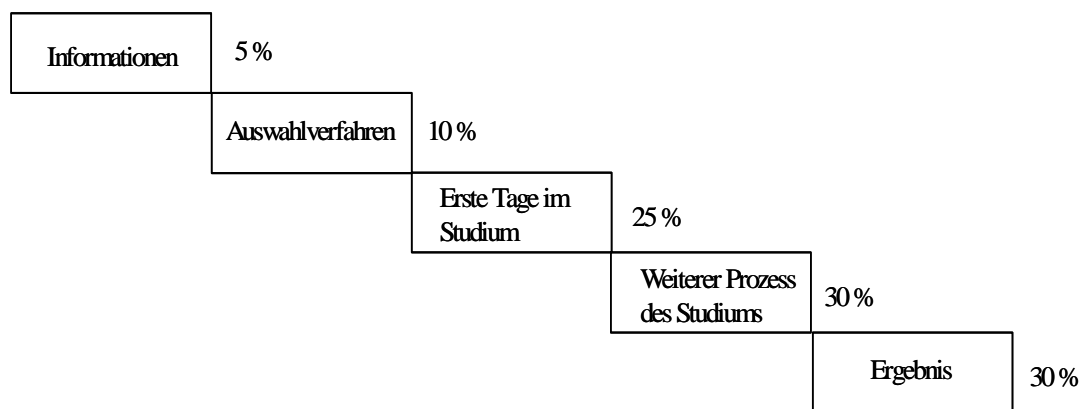 Informationen
5 %
Auswahlverfahren
10 %
Erste Tage im
Studium
25 %
Weiterer Prozess
des Studiums
30 %
Ergebnis
30 %